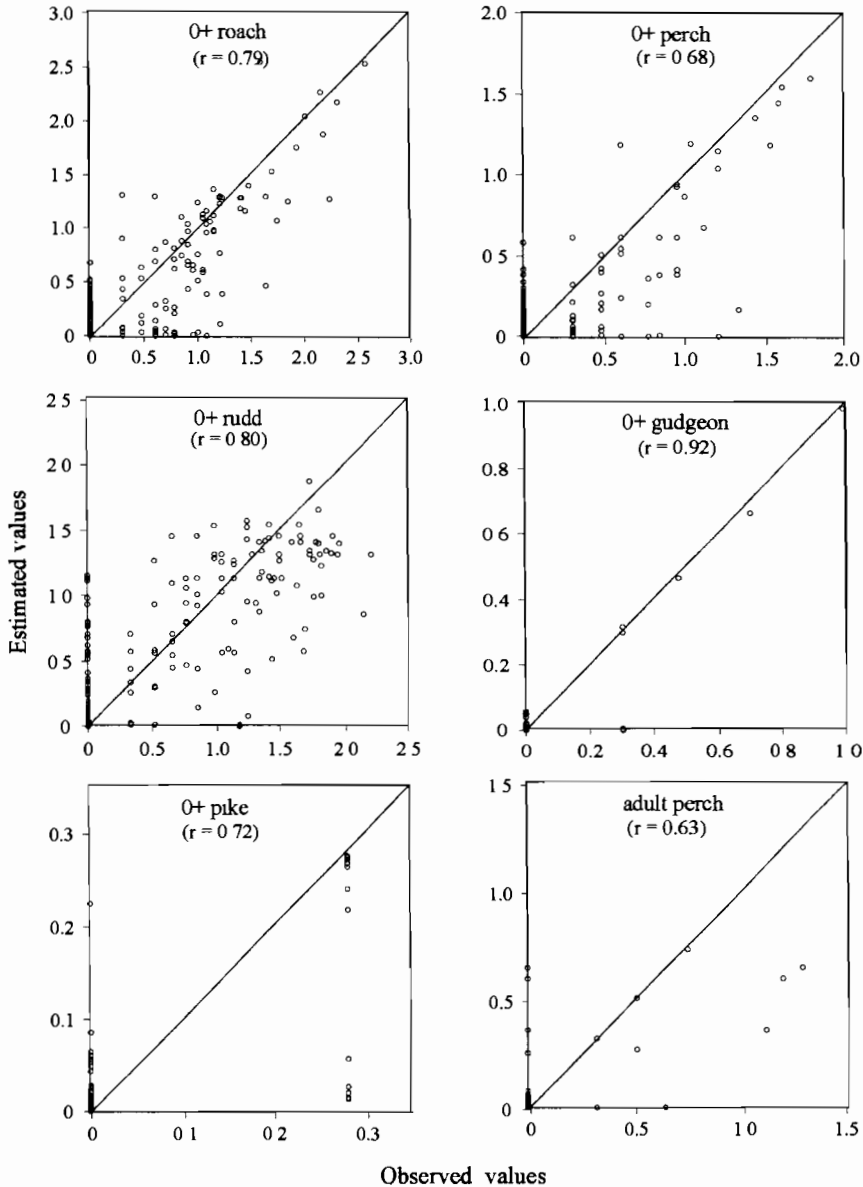 3.0
2.5
2.0
1.5
1.0
0 5
0
0+ roach
(r = 0.79)
0 0.5 1.0 1.5 2.0 2.5 3.0
2.0
1.5
1.0
0.5
0
0+ perch
(r = 0 68)
0 0.5 1.0 1.5 2.0
Estimated values
2 5
2 0
1.5
1 0
0 5
0
0+ rudd
(r = 0 80)
0 0.5 1.0 1.5 2 0 2 5
1.0
0.8
0.6
0.4
0.2
0
0+ gudgeon
(r = 0.92)
0 0.2 0.4 0.6 0 8 1 0
0.3
0.2
0.1
0
0+ pike
(r = 0 72)
0 0 1 0.2 0.3
1.5
1.0
0.5
0
adult perch
(r = 0.63)
0 0.5 1 0 1.5
Observed values